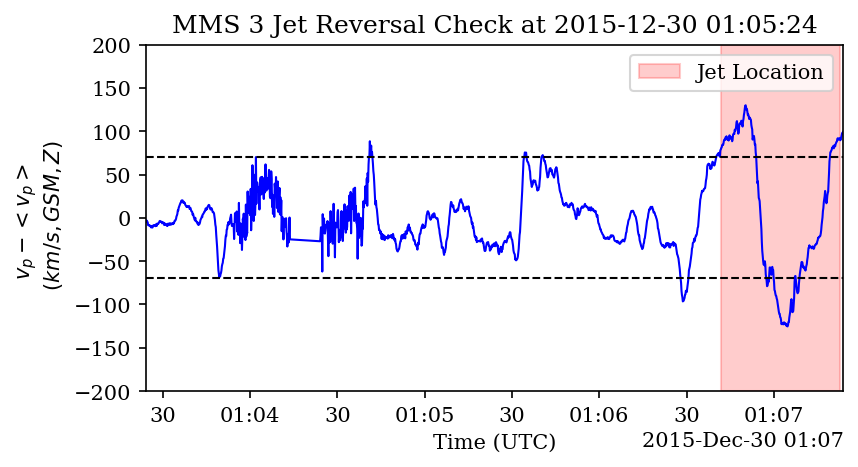 MMS 3 Jet Reversal Check at 2015-12-30 01:05:24
200
150
100
50
0
−50
−100
−150
−200
v_p − < v_p >
(km/s, GSM, Z)
Jet Location
30 01:04 30 01:05 30 01:06 30 01:07
Time (UTC)
2015-Dec-30 01:07